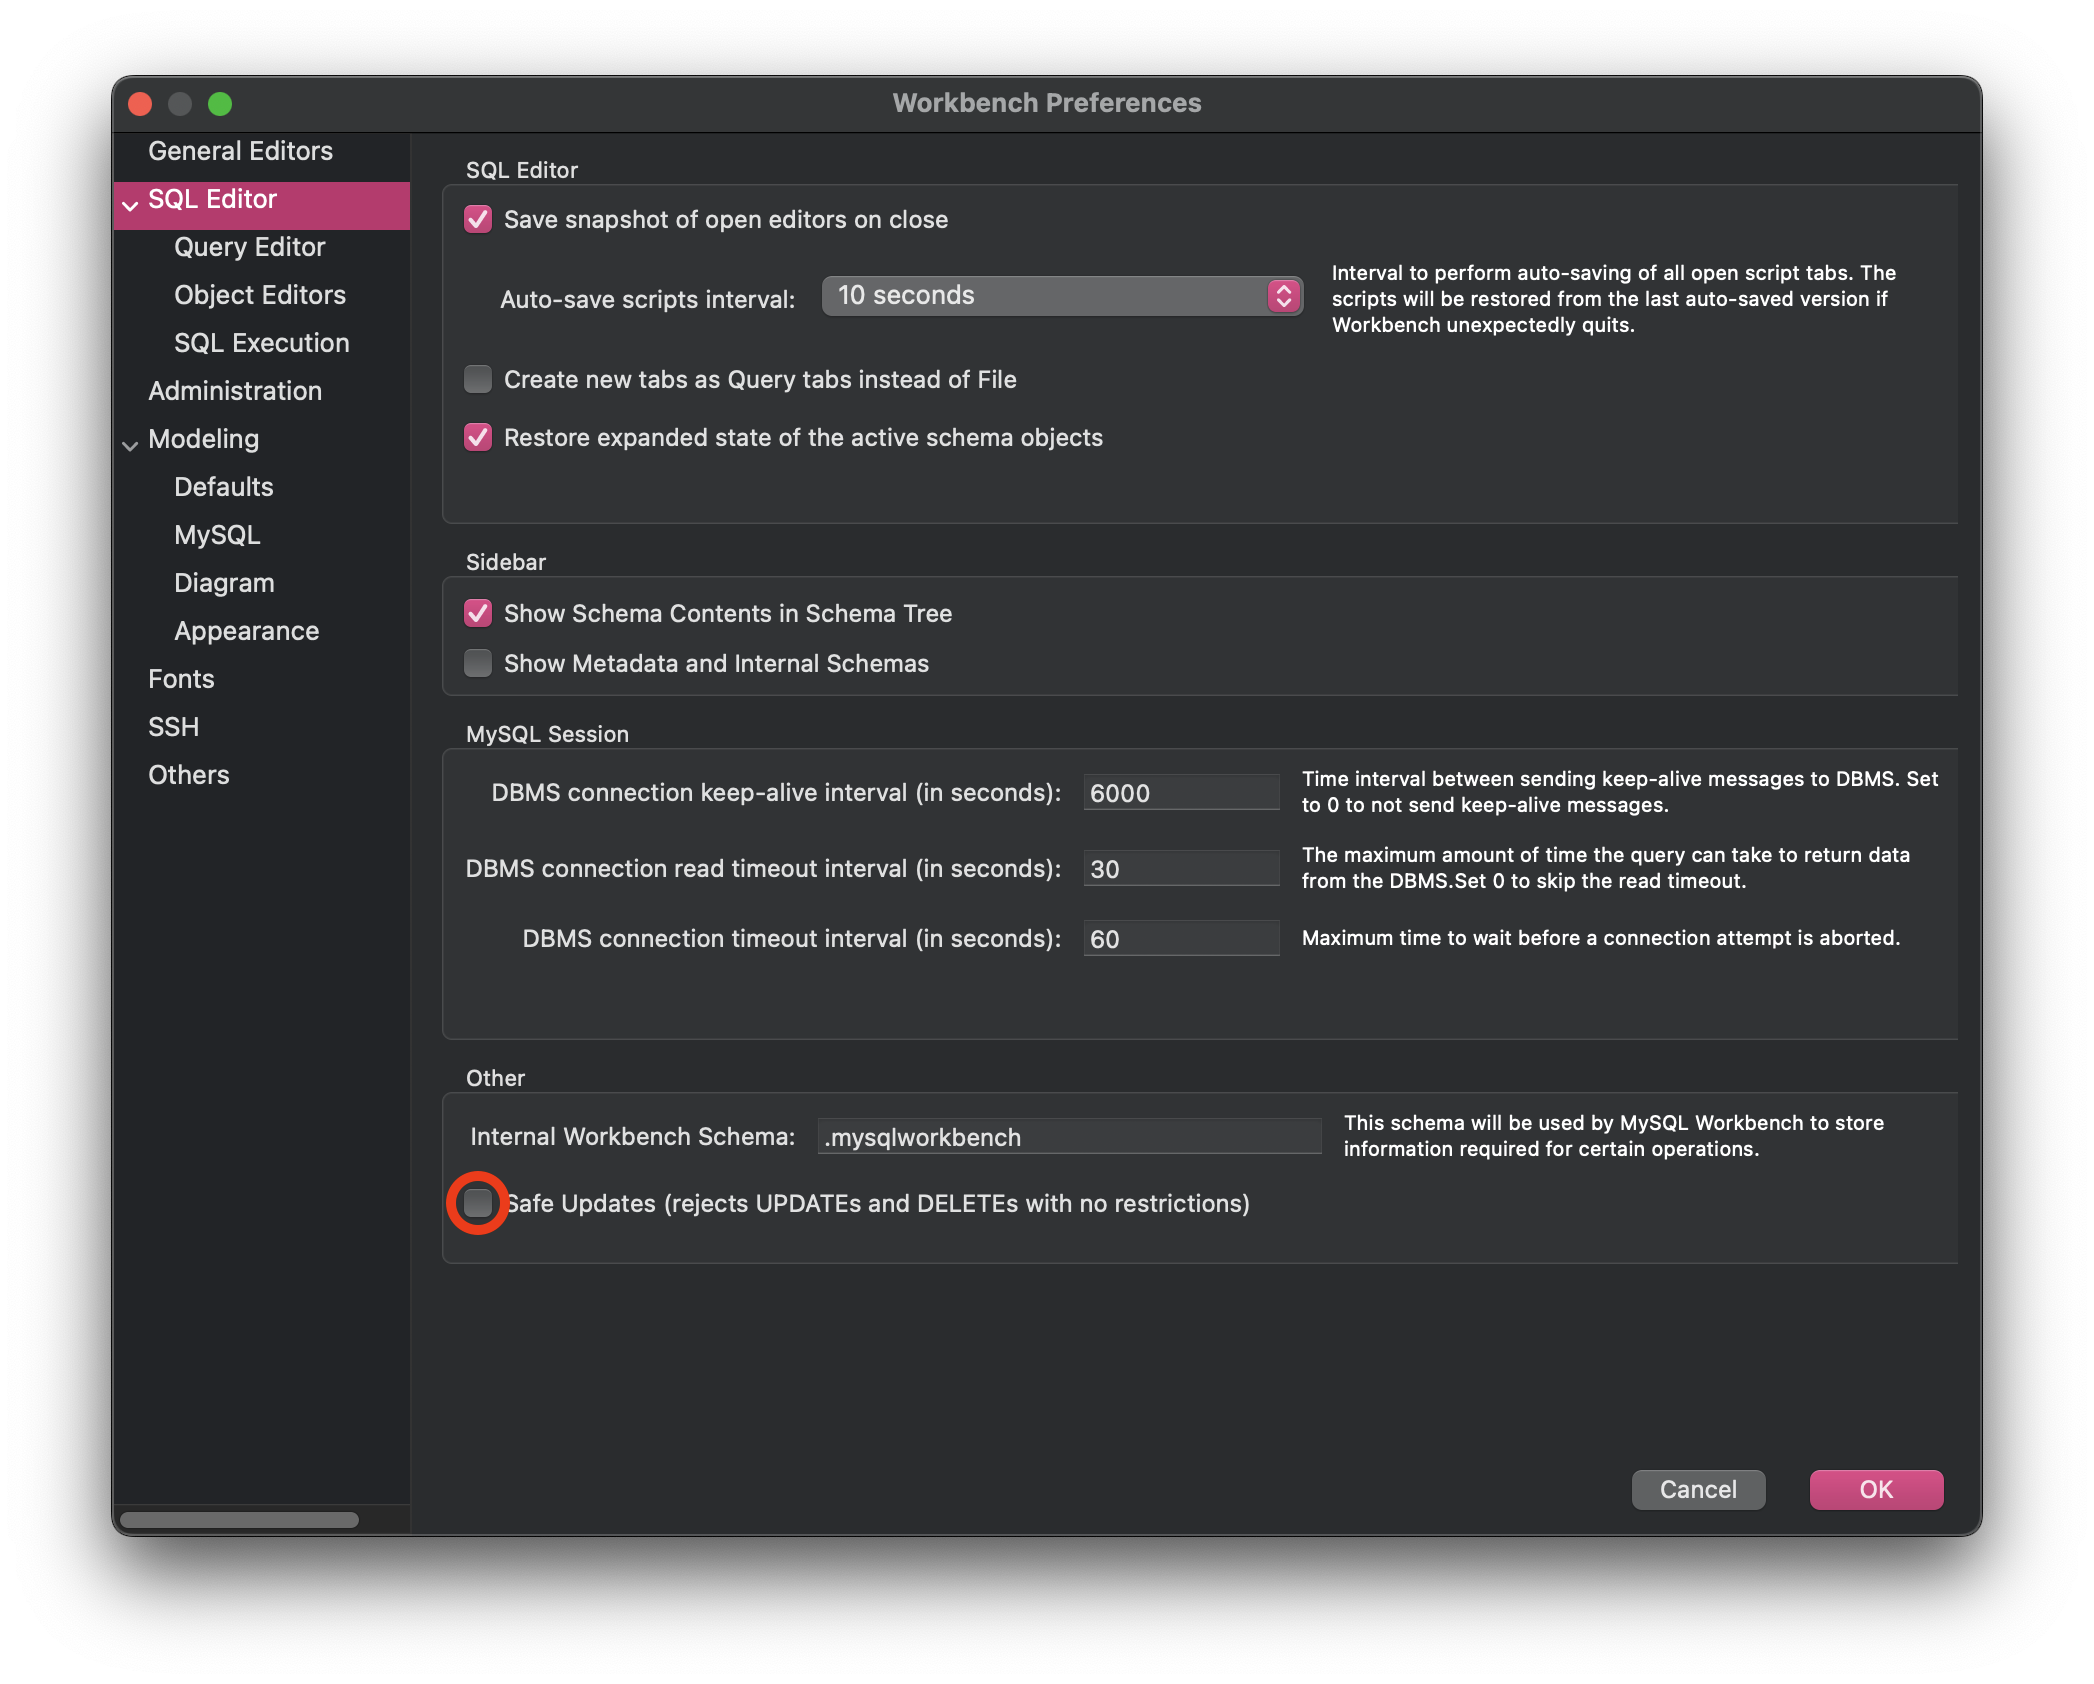 Workbench Preferences
General Editors
SQL Editor
Query Editor
Object Editors
SQL Execution
Administration
Modeling
Defaults
MySQL
Diagram
Appearance
Fonts
SSH
Others
SQL Editor
Save snapshot of open editors on close
Auto-save scripts interval:
10 seconds
Interval to perform auto-saving of all open script tabs. The
scripts will be restored from the last auto-saved version if
Workbench unexpectedly quits.
Create new tabs as Query tabs instead of File
Restore expanded state of the active schema objects
Sidebar
Show Schema Contents in Schema Tree
Show Metadata and Internal Schemas
MySQL Session
DBMS connection keep-alive interval (in seconds):
6000
Time interval between sending keep-alive messages to DBMS. Set
to 0 to not send keep-alive messages.
DBMS connection read timeout interval (in seconds):
30
The maximum amount of time the query can take to return data
from the DBMS.Set 0 to skip the read timeout.
DBMS connection timeout interval (in seconds):
60
Maximum time to wait before a connection attempt is aborted.
Other
Internal Workbench Schema:
.mysqlworkbench
This schema will be used by MySQL Workbench to store
information required for certain operations.
Safe Updates (rejects UPDATEs and DELETEs with no restrictions)
Cancel
OK